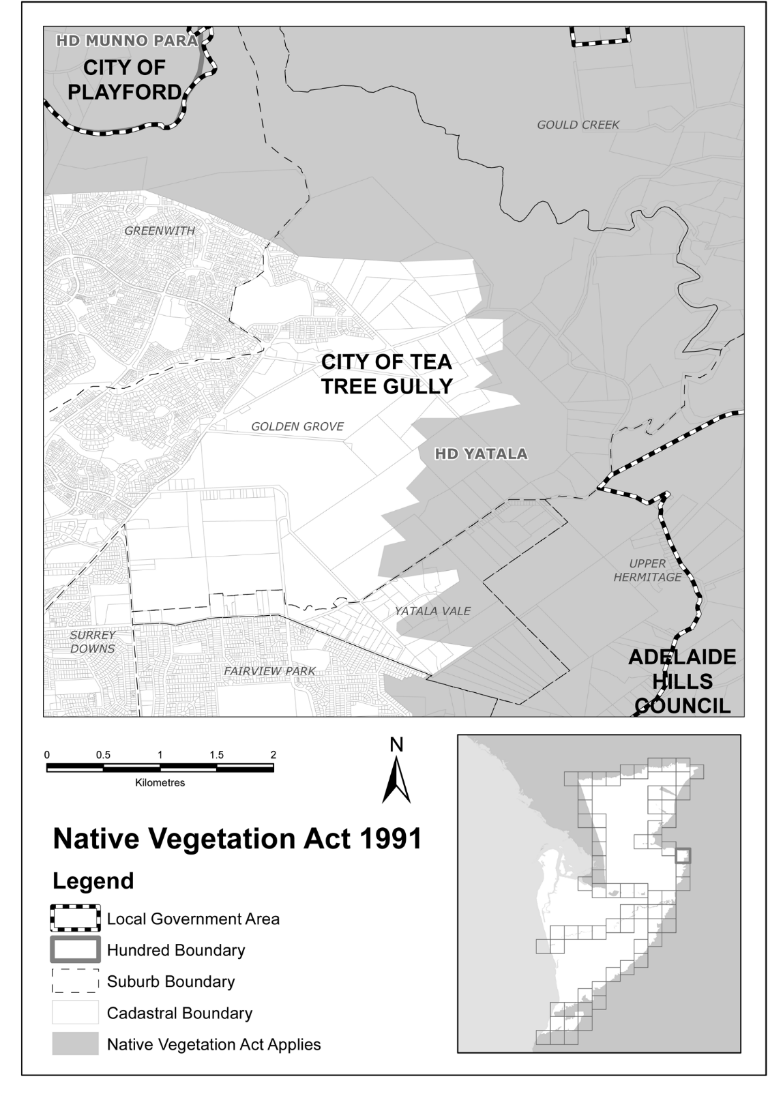 HD MUNNO PARA
CITY OF
PLAYFORD
GOULD CREEK
GREENWITH
CITY OF TEA
TREE GULLY
GOLDEN GROVE
HD YATALA
UPPER
HERMITAGE
YATALA VALE
SURREY
DOWNS
FAIRVIEW PARK
ADELAIDE
HILLS
COUNCIL
0 0.5 1 1.5 2
Kilometres
N
Native Vegetation Act 1991
Legend
Local Government Area
Hundred Boundary
Suburb Boundary
Cadastral Boundary
Native Vegetation Act Applies